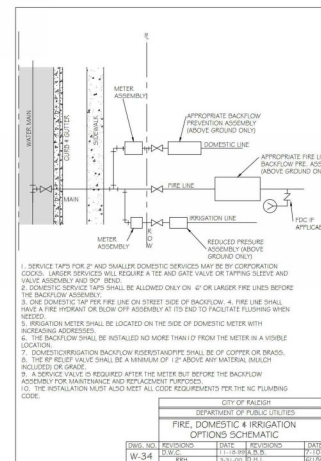 METER
ASSEMBLY
APPROPRIATE BACKFLOW
PREVENTION ASSEMBLY
(ABOVE GROUND ONLY)
DOMESTIC LINE
WATER MAIN
CURB & GUTTER
SIDEWALK
APPROPRIATE FIRE LI
BACKFLOW PRE. ASS
(ABOVE GROUND ON
FIRE LINE
MAIN
FDC IF
APPLICAB
IRRIGATION LINE
METER
ASSEMBLY
R
O
W
REDUCED PRESURE
ASSEMBLY
(ABOVE GROUND ONLY)
1. SERVICE TAPS FOR 2" AND SMALLER DOMESTIC SERVICES MAY BE BY CORPORATION
COCKS. LARGER SERVICES WILL REQUIRE A TEE AND GATE VALVE OR TAPPING SLEEVE AND
VALVE ASSEMBLY AND 90° BEND.
2. DOMESTIC SERVICE TAPS SHALL BE ALLOWED ONLY ON 6" OR LARGER FIRE LINES BEFORE
THE BACKFLOW ASSEMBLY.
3. ONE DOMESTIC TAP PER FIRE LINE ON STREET SIDE OF BACKFLOW. 4. FIRE LINE SHALL
HAVE A FIRE HYDRANT OR BLOW OFF ASSEMBLY AT ITS END TO FACILITATE FLUSHING WHEN
NEEDED.
5. IRRIGATION METER SHALL BE LOCATED ON THE SIDE OF DOMESTIC METER WITH
INCREASING ADDRESSES.
6. THE BACKFLOW SHALL BE INSTALLED NO MORE THAN 10' FROM THE METER IN A VISIBLE
LOCATION.
7. DOMESTIC/IRRIGATION BACKFLOW RISER/STANDPIPE SHALL BE OF COPPER OR BRASS.
8. THE RP RELIEF VALVE SHALL BE A MINIMUM OF 12" ABOVE ANY MATERIAL (MULCH
INCLUDED) OR GRADE.
9. A SERVICE VALVE IS REQUIRED AFTER THE METER BUT BEFORE THE BACKFLOW
ASSEMBLY FOR MAINTENANCE AND REPLACEMENT PURPOSES.
10. THE INSTALLATION MUST ALSO MEET ALL CODE REQUIREMENTS PER THE NC PLUMBING
CODE.
CITY OF RALEIGH
DEPARTMENT OF PUBLIC UTILITIES
FIRE, DOMESTIC & IRRIGATION
OPTIONS SCHEMATIC
DWG. NO. REVISIONS DATE REVISIONS DATE
W-34 D.W.C. 11-18-99 A.B.B. 7-10
RRH 3-31-00